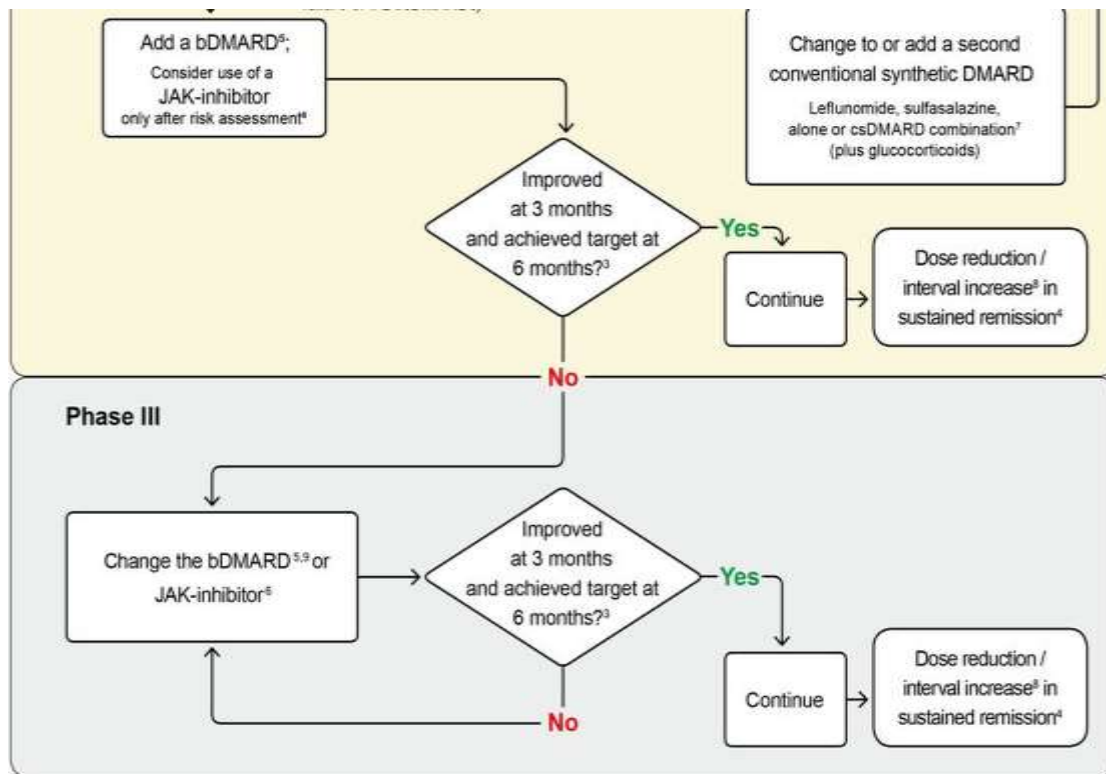 Add a bDMARD⁵;
Consider use of a
JAK-inhibitor
only after risk assessment⁶
Change to or add a second
conventional synthetic DMARD
Leflunomide, sulfasalazine,
alone or csDMARD combination⁷
(plus glucocorticoids)
Improved
at 3 months
and achieved target at
6 months?³
Yes
Continue
Dose reduction /
interval increase⁸ in
sustained remission⁴
No
Phase III
Change the bDMARD⁵,⁹ or
JAK-inhibitor⁶
Improved
at 3 months
and achieved target at
6 months?³
Yes
Continue
Dose reduction /
interval increase⁸ in
sustained remission⁴
No